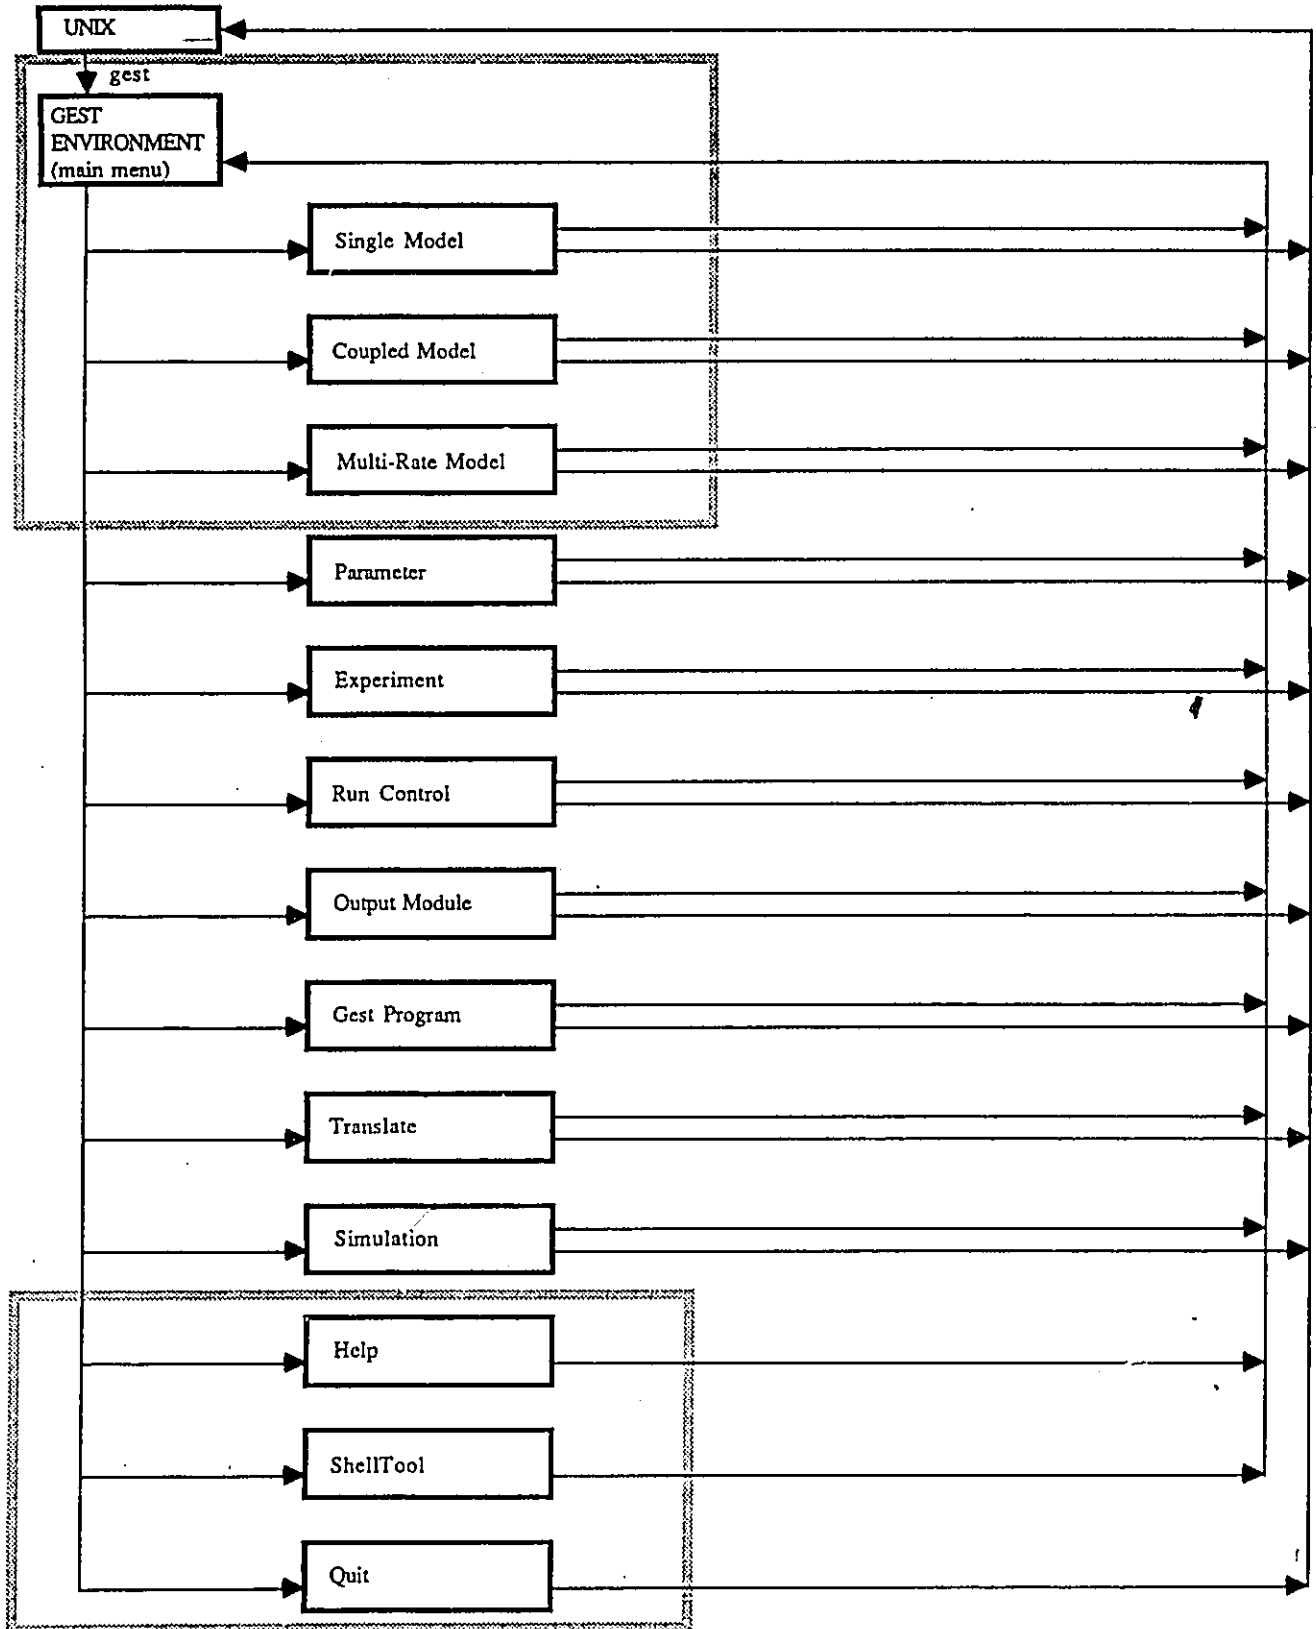 UNIX
gest
GEST
ENVIRONMENT
(main menu)
Single Model
Coupled Model
Multi-Rate Model
Parameter
Experiment
Run Control
Output Module
Gest Program
Translate
Simulation
Help
ShellTool
Quit